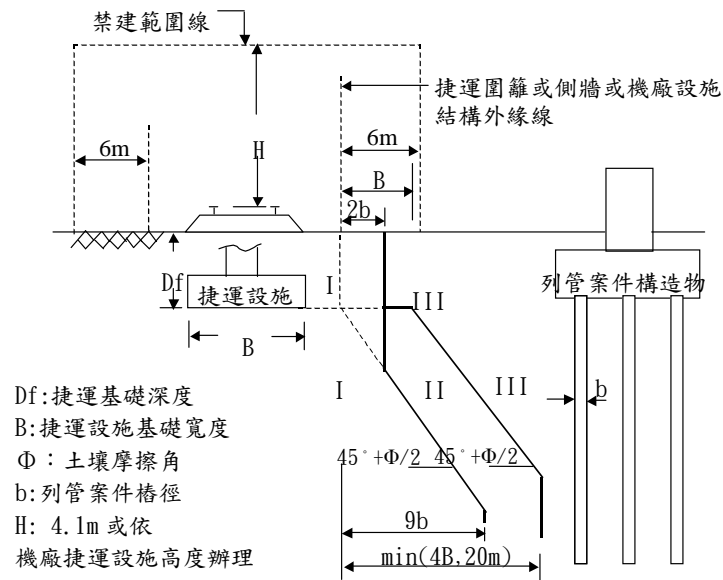 禁建範圍線
捷運圍籬或側牆或機廠設施
結構外緣線
6m
H
6m
B
2b
Df
I
捷運設施
III
列管案件構造物
B
I
II
III
b
Df:捷運基礎深度
B:捷運設施基礎寬度
Φ：土壤摩擦角
b:列管案件樁徑
H: 4.1m 或依
機廠捷運設施高度辦理
45°+Φ/2
45°+Φ/2
9b
min(4B,20m)